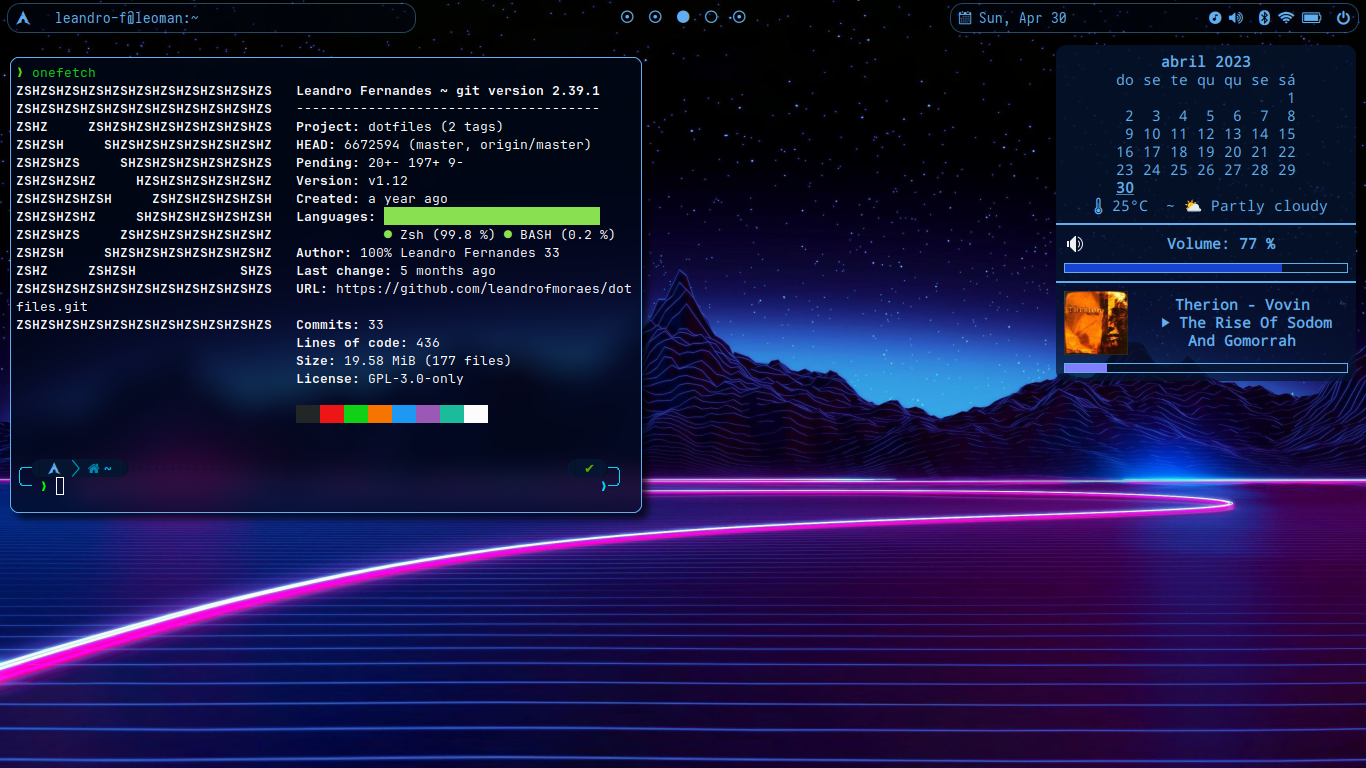 leandro-f@leoman:~
Sun, Apr 30
❯ onefetch
ZSHZSHZSHZSHZSHZSHZSHZSHZSHZSHZS Leandro Fernandes ~ git version 2.39.1
ZSHZSHZSHZSHZSHZSHZSHZSHZSHZSHZS --------------------------------------
ZSHZ     ZSHZSHZSHZSHZSHZSHZSHZS Project: dotfiles (2 tags)
ZSHZSH     SHZSHZSHZSHZSHZSHZSHZ HEAD: 6672594 (master, origin/master)
ZSHZSHZS     SHZSHZSHZSHZSHZSHZS Pending: 20+- 197+ 9-
ZSHZSHZSHZ     HZSHZSHZSHZSHZSHZ Version: v1.12
ZSHZSHZSHZSH     ZSHZSHZSHZSHZSH Created: a year ago
ZSHZSHZSHZ     SHZSHZSHZSHZSHZSH Languages:
ZSHZSHZS     ZSHZSHZSHZSHZSHZSHZ ● Zsh (99.8 %) ● BASH (0.2 %)
ZSHZSH     SHZSHZSHZSHZSHZSHZSHZ Author: 100% Leandro Fernandes 33
ZSHZ     ZSHZSH             SHZS Last change: 5 months ago
ZSHZSHZSHZSHZSHZSHZSHZSHZSHZSHZS URL: https://github.com/leandrofmoraes/dot
files.git
ZSHZSHZSHZSHZSHZSHZSHZSHZSHZSHZS Commits: 33
Lines of code: 436
Size: 19.58 MiB (177 files)
License: GPL-3.0-only
~ ✔
❯
abril 2023
do se te qu qu se sá
1
2 3 4 5 6 7 8
9 10 11 12 13 14 15
16 17 18 19 20 21 22
23 24 25 26 27 28 29
30
25°C ~ ⛅ Partly cloudy
Volume: 77 %
THERION
Therion - Vovin
▶ The Rise Of Sodom
And Gomorrah